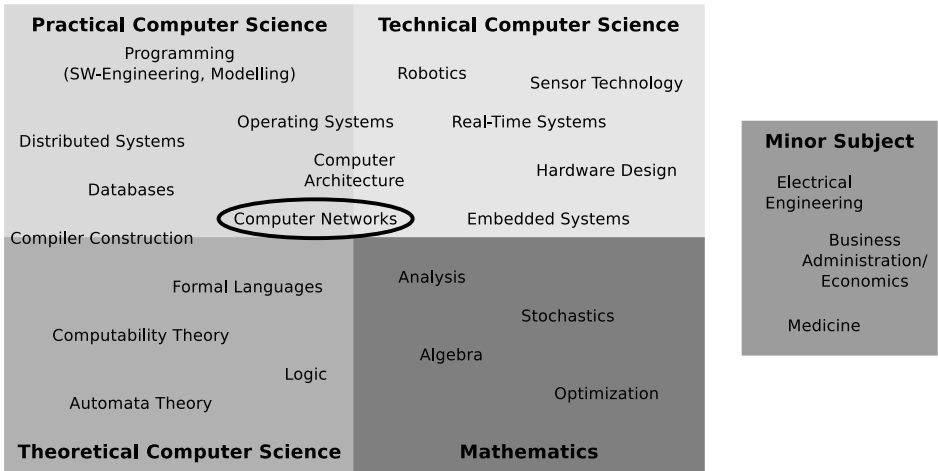 Practical Computer Science
Technical Computer Science
Programming
(SW-Engineering, Modelling)
Robotics
Sensor Technology
Operating Systems
Real-Time Systems
Distributed Systems
Computer
Architecture
Hardware Design
Databases
Computer Networks
Embedded Systems
Compiler Construction
Formal Languages
Analysis
Stochastics
Computability Theory
Algebra
Logic
Optimization
Automata Theory
Theoretical Computer Science
Mathematics
Minor Subject
Electrical
Engineering
Business
Administration/
Economics
Medicine